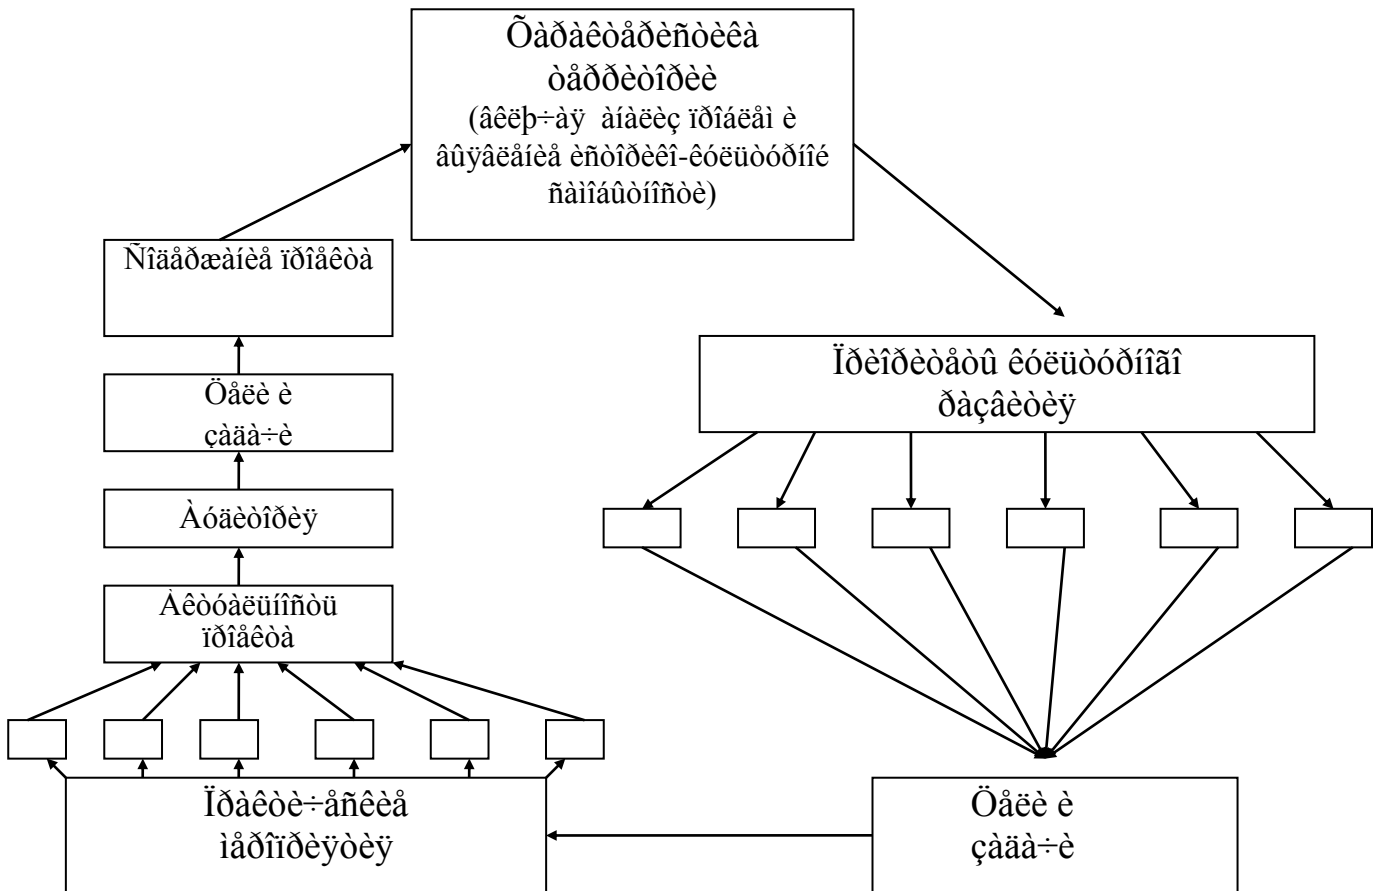 Õàðàêòåðèñòèêà
òåððèòîðèè
(âêëþ÷àÿ àíàëèç ïðîáëåì è
âûÿâëåíèå èñòîðèêî-êóëüòóðíîé
ñàìîáûòíîñòè)
Ñîäåðæàíèå ïðîåêòà
Öåëè è
çàäà÷è
Àóäèòîðèÿ
Àêòóàëüíîñòü
ïðîåêòà
Ïðàêòè÷åñêèå
ìåðîïðèÿòèÿ
Ïðèîðèòåòû êóëüòóðíîãî
ðàçâèòèÿ
Öåëè è
çàäà÷è